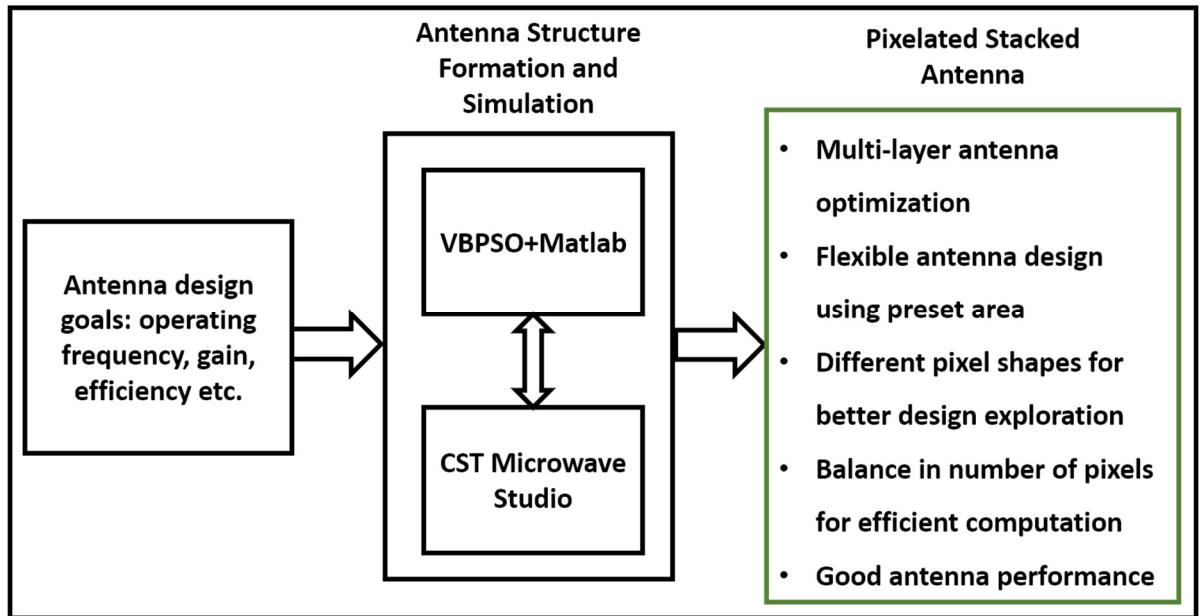 Antenna Structure
Formation and
Simulation
Pixelated Stacked
Antenna
Antenna design
goals: operating
frequency, gain,
efficiency etc.
VBPSO+Matlab
CST Microwave
Studio
• Multi-layer antenna
optimization
• Flexible antenna design
using preset area
• Different pixel shapes for
better design exploration
• Balance in number of pixels
for efficient computation
• Good antenna performance